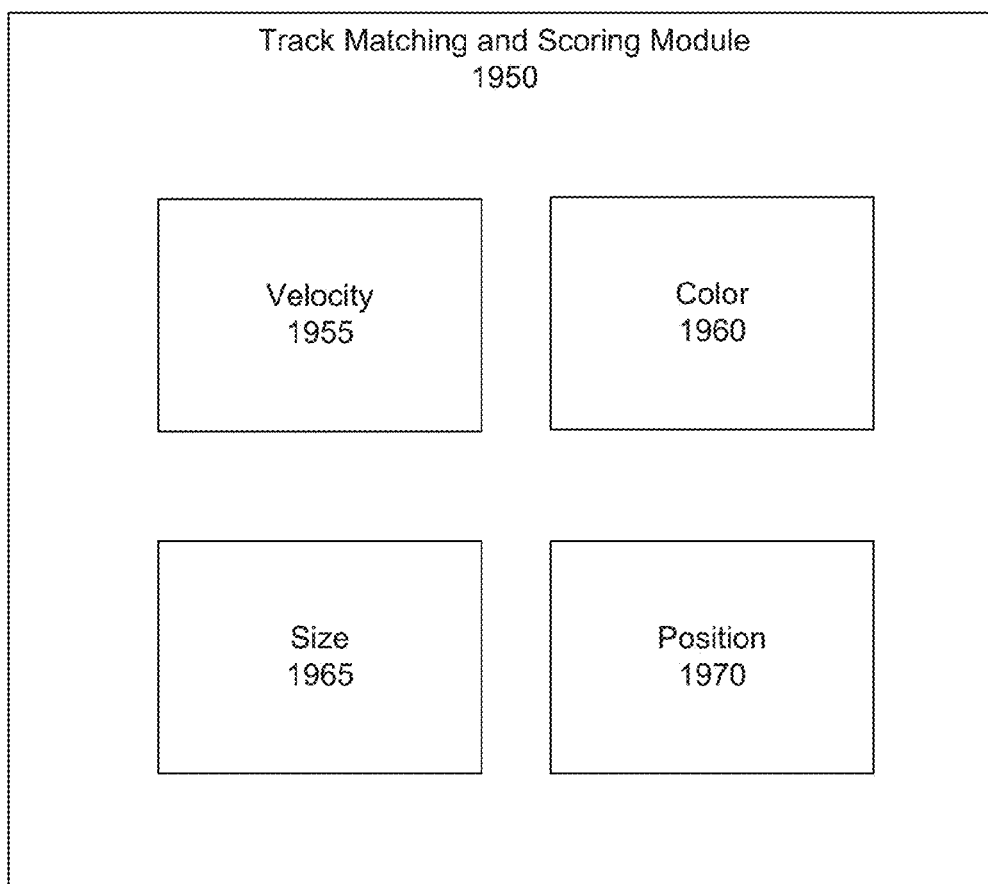 Track Matching and Scoring Module
1950
Velocity
1955
Color
1960
Size
1965
Position
1970